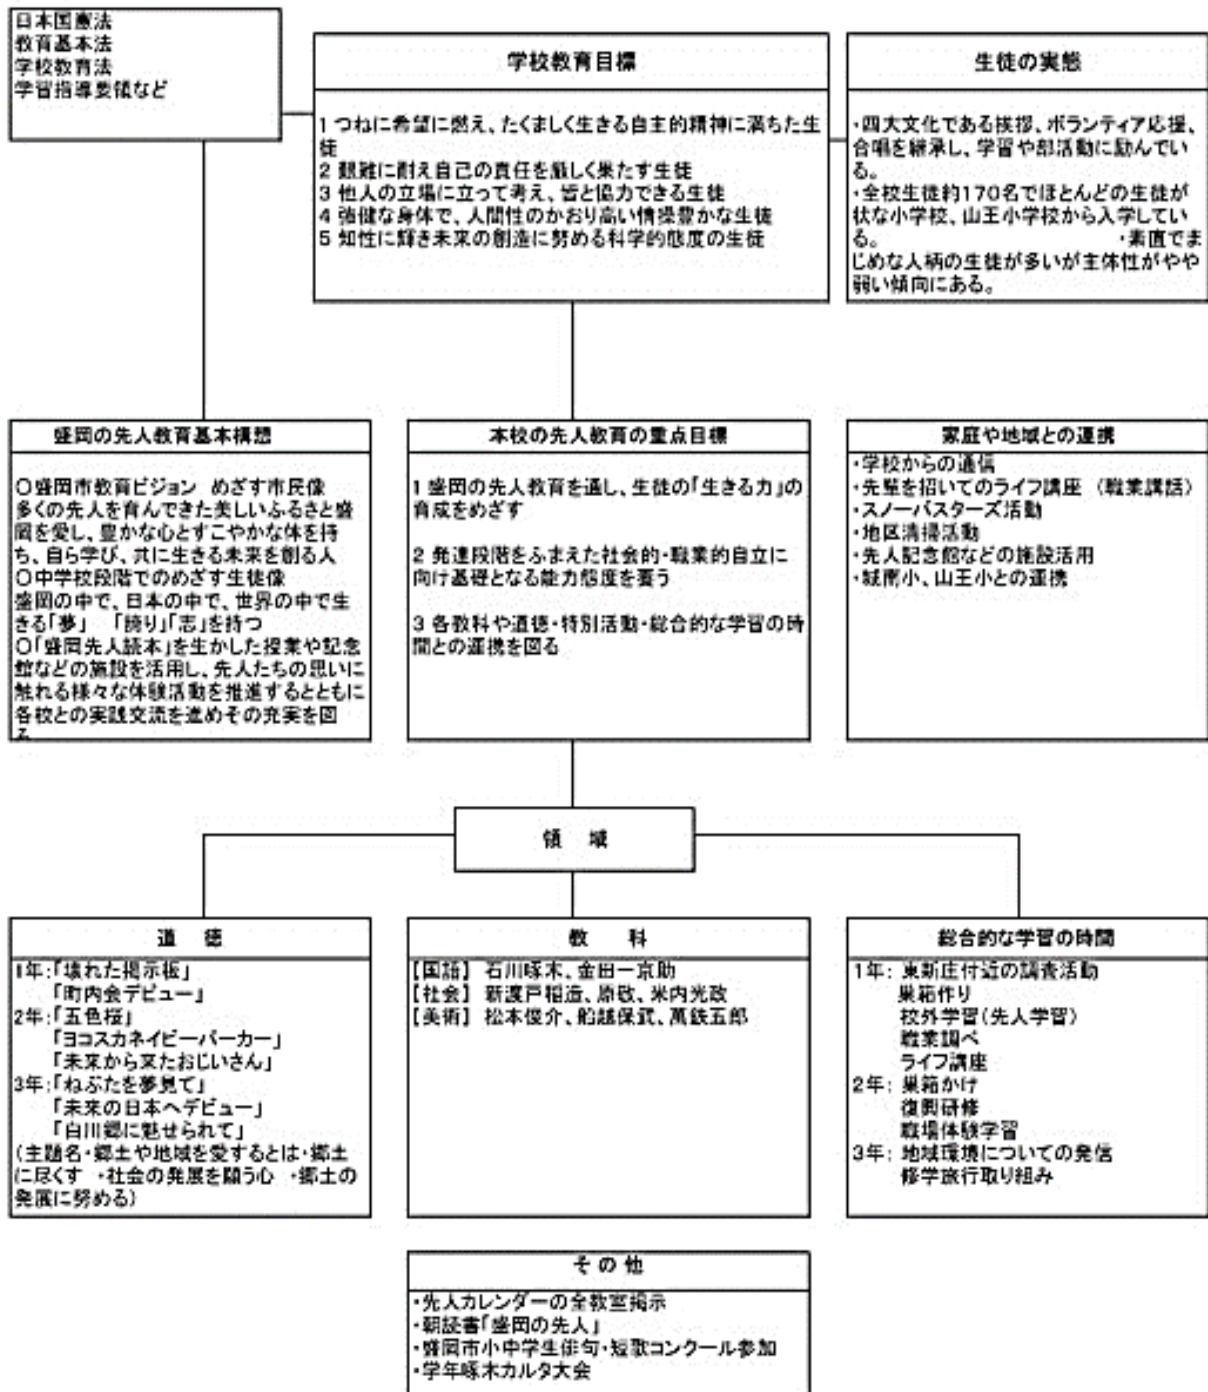 日本国憲法
教育基本法
学校教育法
学習指導要領など
学校教育目標
1 つねに希望に燃え、たくましく生きる自主的精神に満ちた生
徒
2 艱難に耐え自己の責任を厳しく果たす生徒
3 他人の立場に立って考え、皆と協力できる生徒
4 強健な身体で、人間性のかおり高い情操豊かな生徒
5 知性に輝き未来の創造に努める科学的態度の生徒
生徒の実態
・四大文化である挨拶、ボランティア応援、
合唱を継承し、学習や部活動に励んでい
る。
・全校生徒約170名でほとんどの生徒が
状な小学校、山王小学校から入学してい
る。 ・素直でま
じめな人柄の生徒が多いが主体性がやや
弱い傾向にある。
盛岡の先人教育基本構想
○盛岡市教育ビジョン めざす市民像
多くの先人を育んできた美しいふるさと盛
岡を愛し、豊かな心とすこやかな体を持
ち、自ら学び、共に生きる未来を創る人
○中学校段階でのめざす生徒像
盛岡の中で、日本の中で、世界の中で生
きる「夢」 「誇り」「志」を持つ
○「盛岡先人読本」を生かした授業や記念
館などの施設を活用し、先人たちの思いに
触れる様々な体験活動を推進するとともに
各校との実践交流を進めその充実を図
る
本校の先人教育の重点目標
1 盛岡の先人教育を通し、生徒の「生きる力」の
育成をめざす
2 発達段階をふまえた社会的・職業的自立に
向け基礎となる能力態度を養う
3 各教科や道徳・特別活動・総合的な学習の時
間との連携を図る
家庭や地域との連携
・学校からの通信
・先輩を招いてのライフ講座 （職業講話）
・スノーバスターズ活動
・地区清掃活動
・先人記念館などの施設活用
・城南小、山王小との連携
領 域
道 徳
1年:「壊れた掲示板」
「町内会デビュー」
2年:「五色桜」
「ヨコスカネイビーパーカー」
「未来から来たおじいさん」
3年:「ねぶたを夢見て」
「未来の日本へデビュー」
「白川郷に魅せられて」
(主題名・郷土や地域を愛するとは・郷土
に尽くす ・社会の発展を願う心 ・郷土の
発展に努める)
教 科
【国語】 石川啄木、金田一京助
【社会】 新渡戸稲造、原敬、米内光政
【美術】 松本俊介、船越保武、萬鉄五郎
総合的な学習の時間
1年: 東新庄付近の調査活動
巣箱作り
校外学習(先人学習)
職業調べ
ライフ講座
2年: 巣箱かけ
復興研修
職場体験学習
3年: 地域環境についての発信
修学旅行取り組み
その他
・先人カレンダーの全教室掲示
・朝読書「盛岡の先人」
・盛岡市小中学生俳句・短歌コンクール参加
・学年啄木カルタ大会